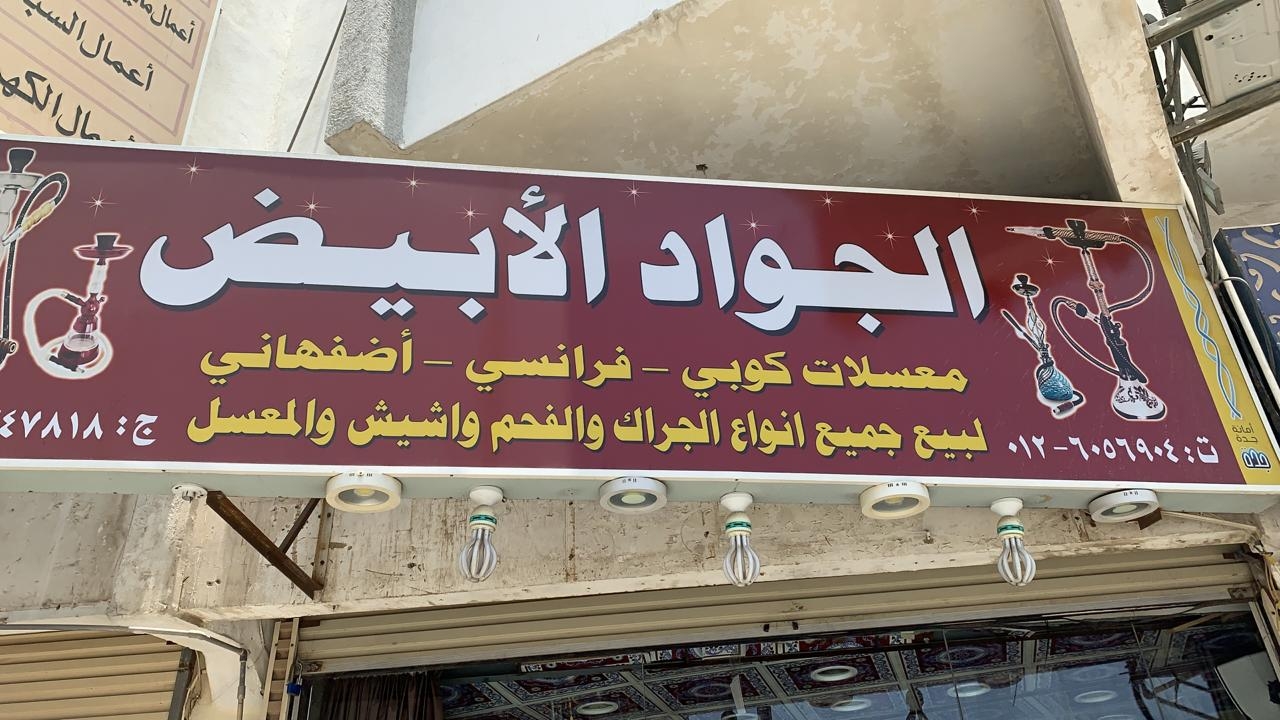 أعمال السب
أعمال الكه
الجواد الأبيض
معسلات كوبي - فرانسي - أضفهاني
لبيع جميع انواع الجراك والفحم واشيش والمعسل
ت: ٦٠٥٦٩٠٤-٠١٢
ج: ٤٧٨١٨
أمانة
جدة